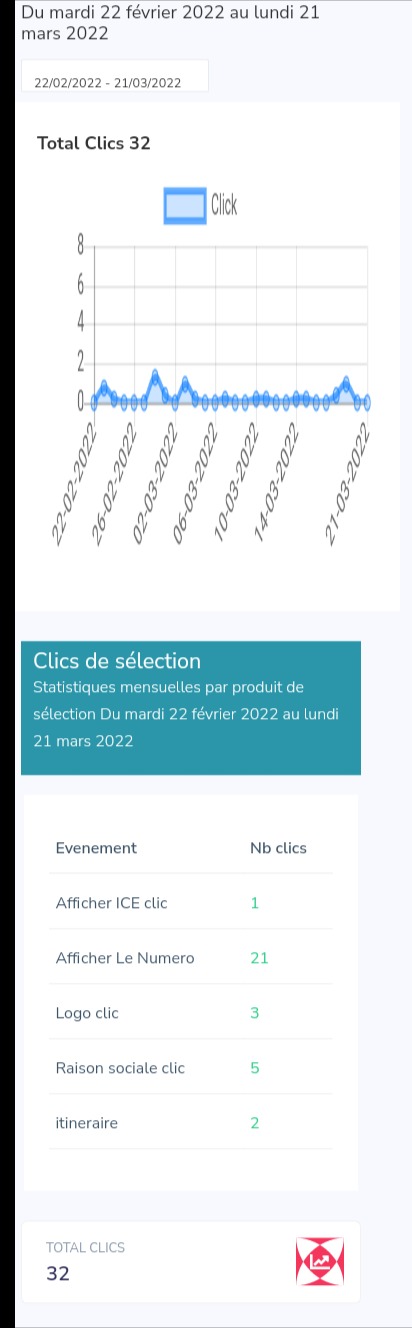 Du mardi 22 février 2022 au lundi 21
mars 2022
22/02/2022 - 21/03/2022
Total Clics 32
Click
8
6
4
2
0
22-02-2022
26-02-2022
02-03-2022
06-03-2022
10-03-2022
14-03-2022
21-03-2022
Clics de sélection
Statistiques mensuelles par produit de
sélection Du mardi 22 février 2022 au lundi
21 mars 2022
Evenement Nb clics
Afficher ICE clic 1
Afficher Le Numero 21
Logo clic 3
Raison sociale clic 5
itineraire 2
TOTAL CLICS
32